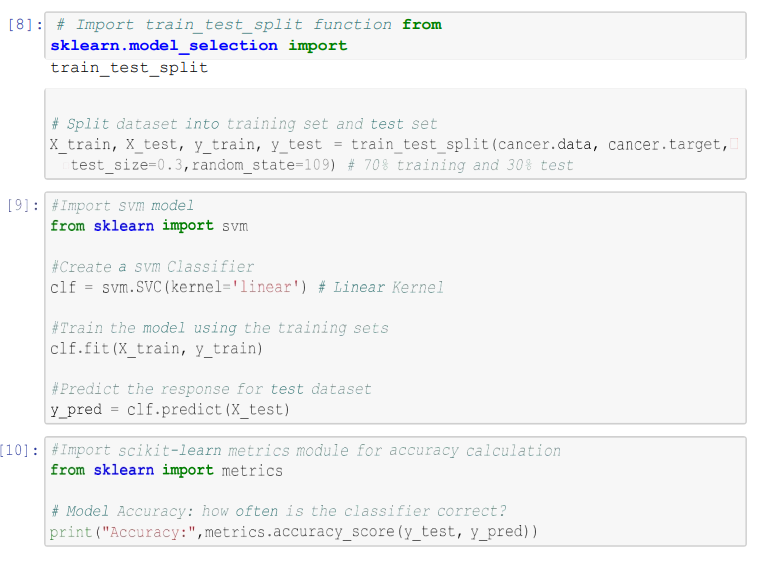 [8]: # Import train_test_split function from
sklearn.model_selection import
train_test_split
# Split dataset into training set and test set
X_train, X_test, y_train, y_test = train_test_split(cancer.data, cancer.target,
test_size=0.3,random_state=109) # 70% training and 30% test
[9]: #Import svm model
from sklearn import svm
#Create a svm Classifier
clf = svm.SVC(kernel='linear') # Linear Kernel
#Train the model using the training sets
clf.fit(X_train, y_train)
#Predict the response for test dataset
y_pred = clf.predict(X_test)
[10]: #Import scikit-learn metrics module for accuracy calculation
from sklearn import metrics
# Model Accuracy: how often is the classifier correct?
print("Accuracy:",metrics.accuracy_score(y_test, y_pred))